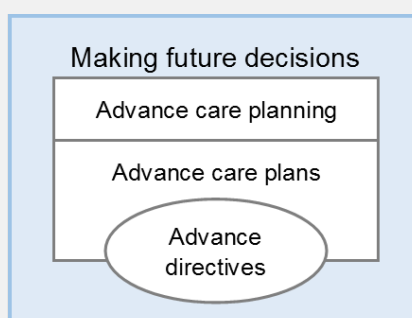 Making future decisions
Advance care planning
Advance care plans
Advance
directives